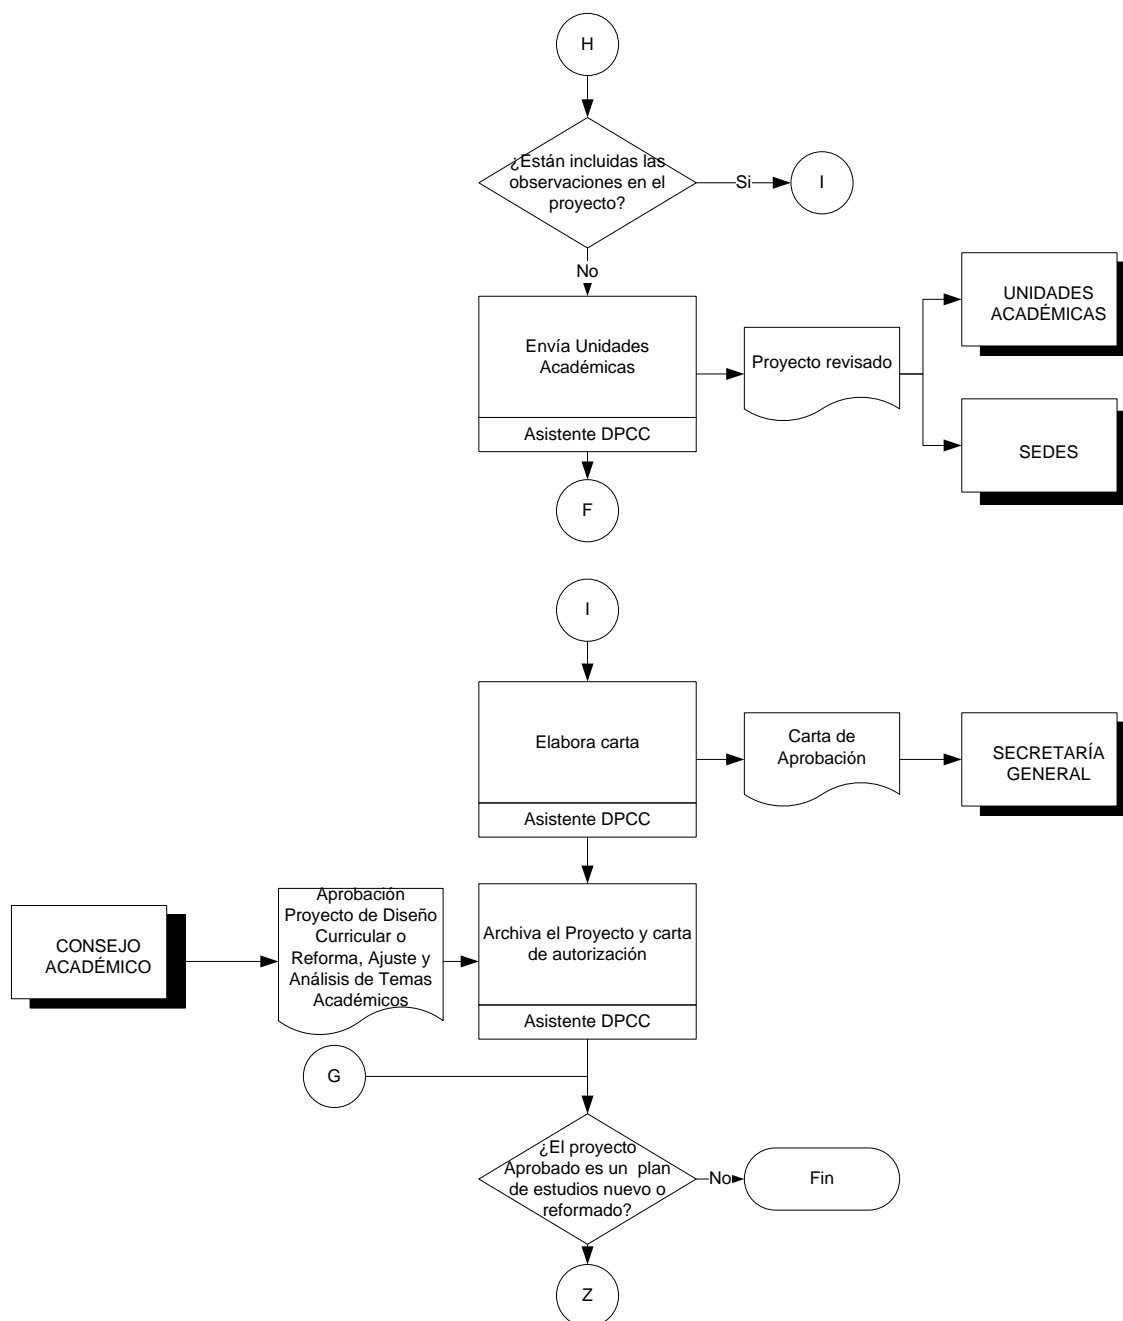 H
¿Están incluidas las
observaciones en el
proyecto?
Si
I
No
Envía Unidades
Académicas
Asistente DPCC
Proyecto revisado
UNIDADES
ACADÉMICAS
SEDES
F
I
Elabora carta
Asistente DPCC
Carta de
Aprobación
SECRETARÍA
GENERAL
CONSEJO
ACADÉMICO
Aprobación
Proyecto de Diseño
Curricular o
Reforma, Ajuste y
Análisis de Temas
Académicos
Archiva el Proyecto y carta
de autorización
Asistente DPCC
G
¿El proyecto
Aprobado es un  plan
de estudios nuevo o
reformado?
No
Fin
Z